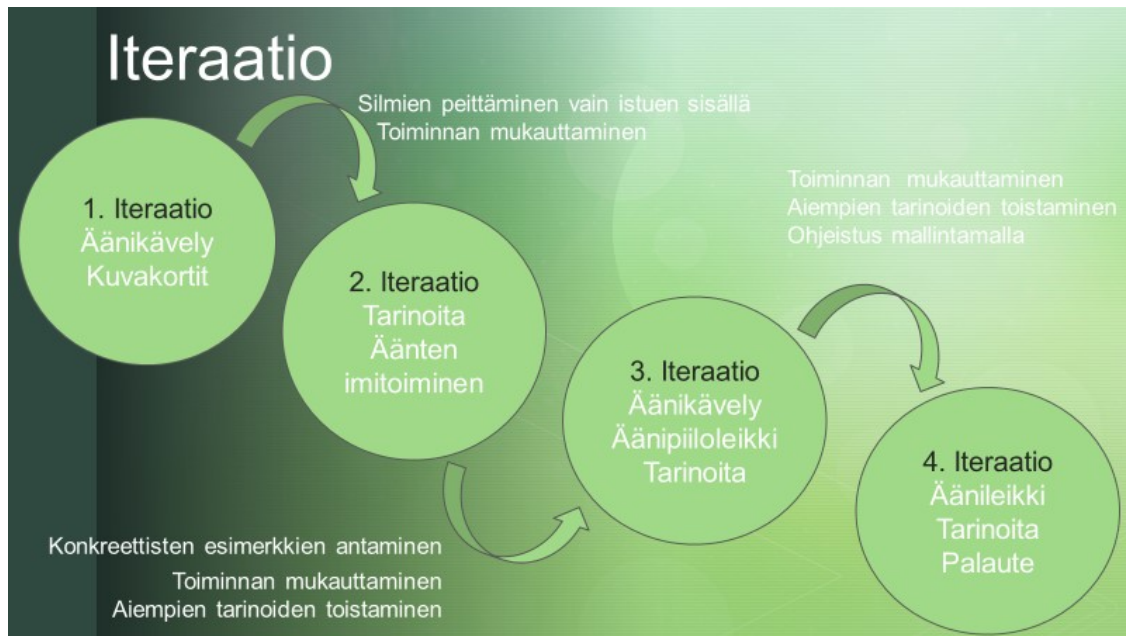 Iteraatio
Silmien peittäminen vain istuen sisällä
Toiminnan mukauttaminen
1. Iteraatio
Äänikävely
Kuvakortit
2. Iteraatio
Tarinoita
Äänten
imitoiminen
Konkreettisten esimerkkien antaminen
Toiminnan mukauttaminen
Aiempien tarinoiden toistaminen
3. Iteraatio
Äänikävely
Äänipiiloleikki
Tarinoita
Toiminnan mukauttaminen
Aiempien tarinoiden toistaminen
Ohjeistus mallintamalla
4. Iteraatio
Äänileikki
Tarinoita
Palaute